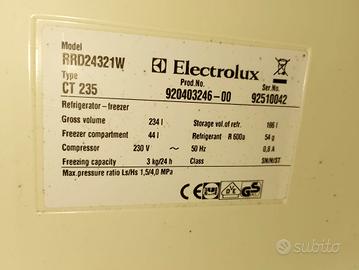 Model
RRD24321W
Type
CT 235
Electrolux
Prod.No.
920403246-00
Ser.No.
92510042
Refrigerator - freezer
Gross volume 234 l Storage vol.of refr. 186 l
Freezer compartment 44 l Refrigerant R 600a 54 g
Compressor 230 V ~ 50 Hz 0,8 A
Freezing capacity 3 kg/24 h Class SN/N/ST
Max.pressure ratio Ls/Hs 1,5/4,0 MPa
CE
DVE
GS
subito